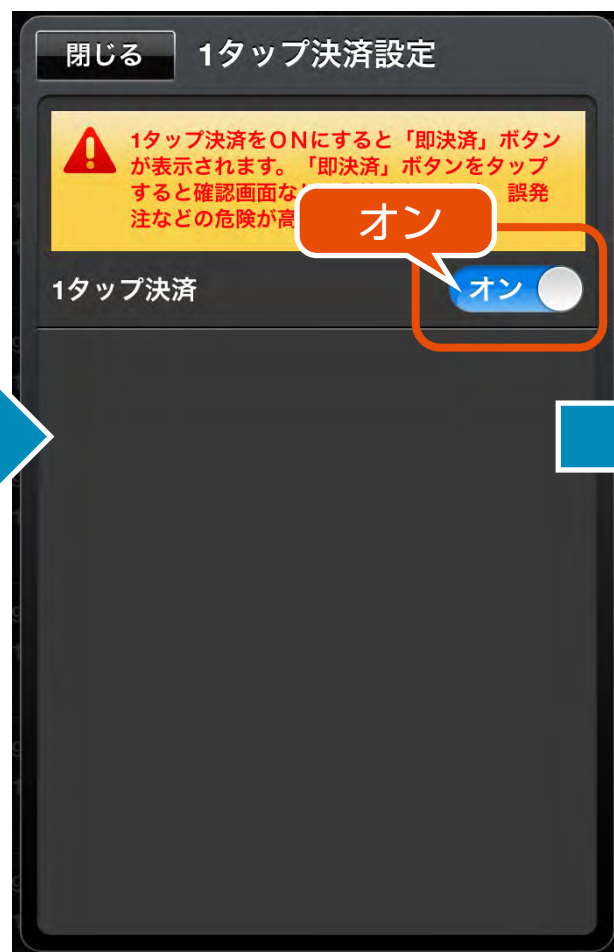 閉じる 1タップ決済設定
1タップ決済をONにすると「即決済」ボタン
が表示されます。「即決済」ボタンをタップ
すると確認画面な 誤発
注などの危険が高
オン
1タップ決済 オン